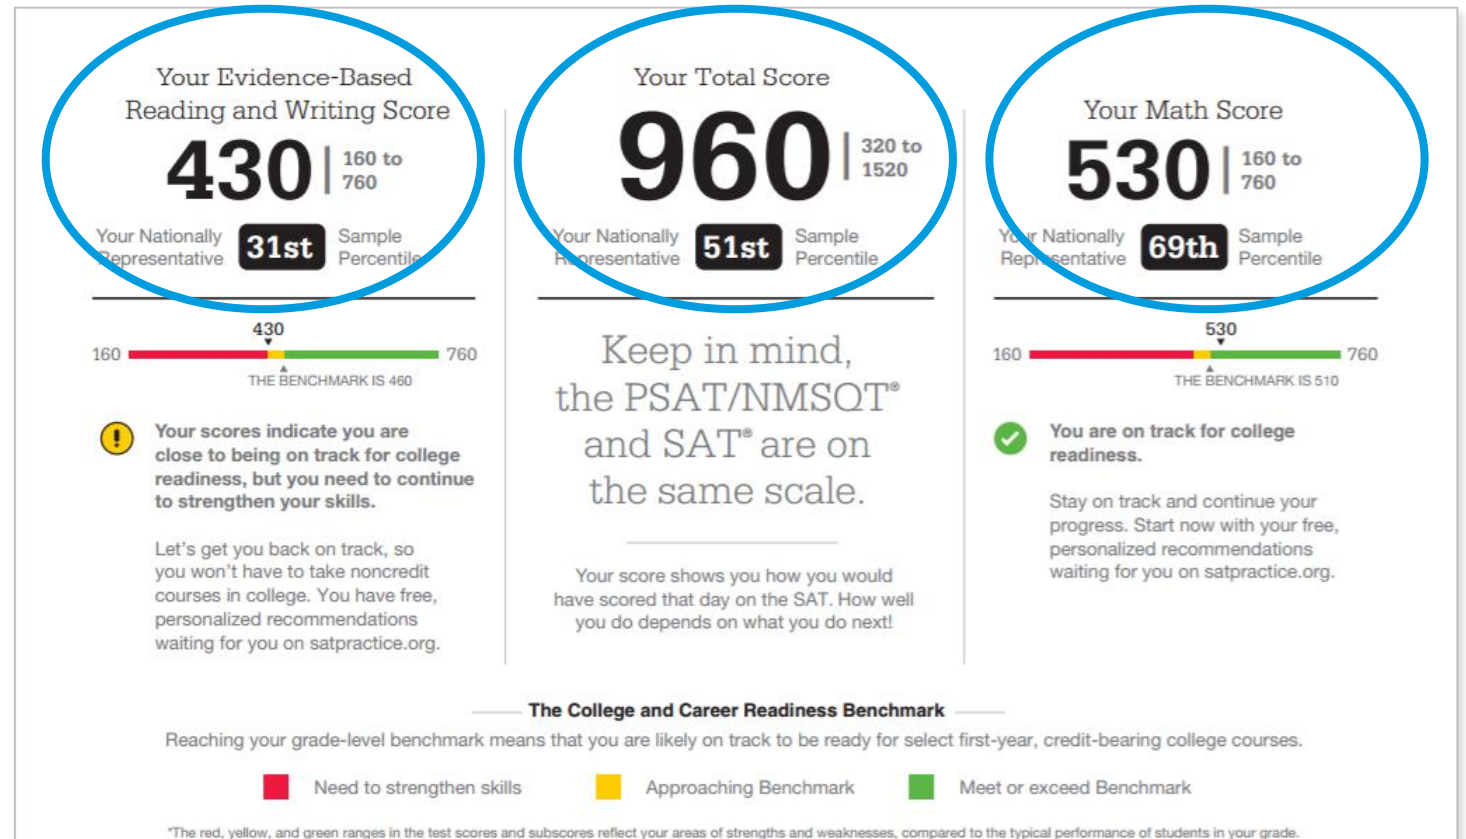 Your Evidence-Based
Reading and Writing Score
430 | 160 to
760
Your Nationally
Representative
31st
Sample
Percentile
430
160
760
THE BENCHMARK IS 460
Your scores indicate you are
close to being on track for college
readiness, but you need to continue
to strengthen your skills.
Let's get you back on track, so
you won't have to take noncredit
courses in college. You have free,
personalized recommendations
waiting for you on satpractice.org.
Your Total Score
960 | 320 to
1520
Your Nationally
Representative
51st
Sample
Percentile
Keep in mind,
the PSAT/NMSQT®
and SAT® are on
the same scale.
Your score shows you how you would
have scored that day on the SAT. How well
you do depends on what you do next!
Your Math Score
530 | 160 to
760
Your Nationally
Representative
69th
Sample
Percentile
530
160
760
THE BENCHMARK IS 510
You are on track for college
readiness.
Stay on track and continue your
progress. Start now with your free,
personalized recommendations
waiting for you on satpractice.org.
The College and Career Readiness Benchmark
Reaching your grade-level benchmark means that you are likely on track to be ready for select first-year, credit-bearing college courses.
Need to strengthen skills
Approaching Benchmark
Meet or exceed Benchmark
*The red, yellow, and green ranges in the test scores and subscores reflect your areas of strengths and weaknesses, compared to the typical performance of students in your grade.